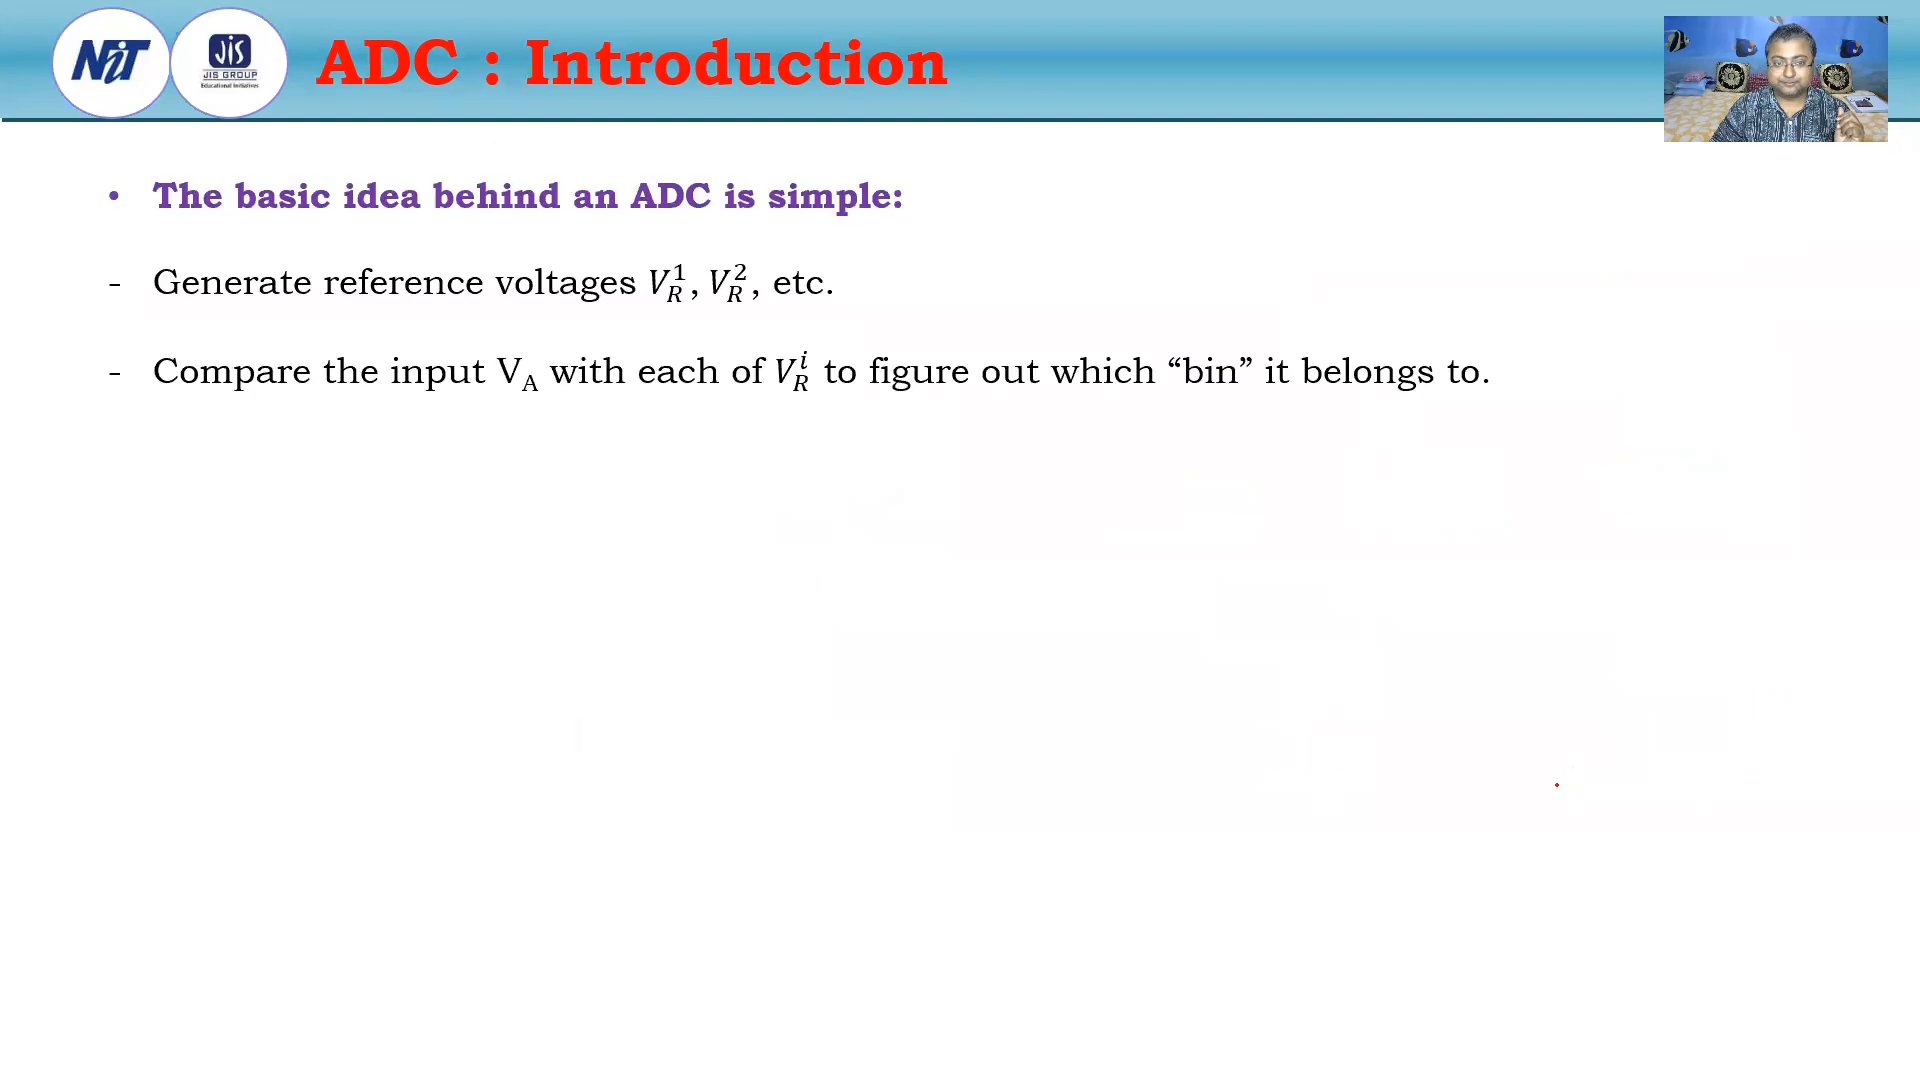 NiT
JIS
JIS GROUP
Educational Initiatives
ADC : Introduction
• The basic idea behind an ADC is simple:
- Generate reference voltages $V_R^1, V_R^2$, etc.
- Compare the input V_A with each of $V_R^i$ to figure out which “bin” it belongs to.